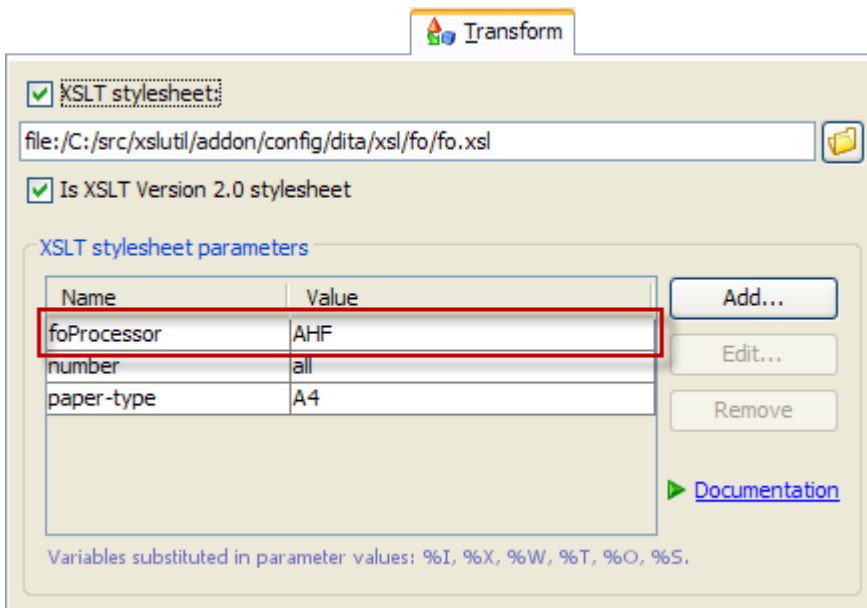 Transform
XSLT stylesheet:
file:/C:/src/xslutil/addon/config/dita/xsl/fo/fo.xsl
Is XSLT Version 2.0 stylesheet
XSLT stylesheet parameters
Name Value Add...
foProcessor AHF
number all Edit...
paper-type A4 Remove
Documentation
Variables substituted in parameter values: %I, %X, %W, %T, %O, %S.